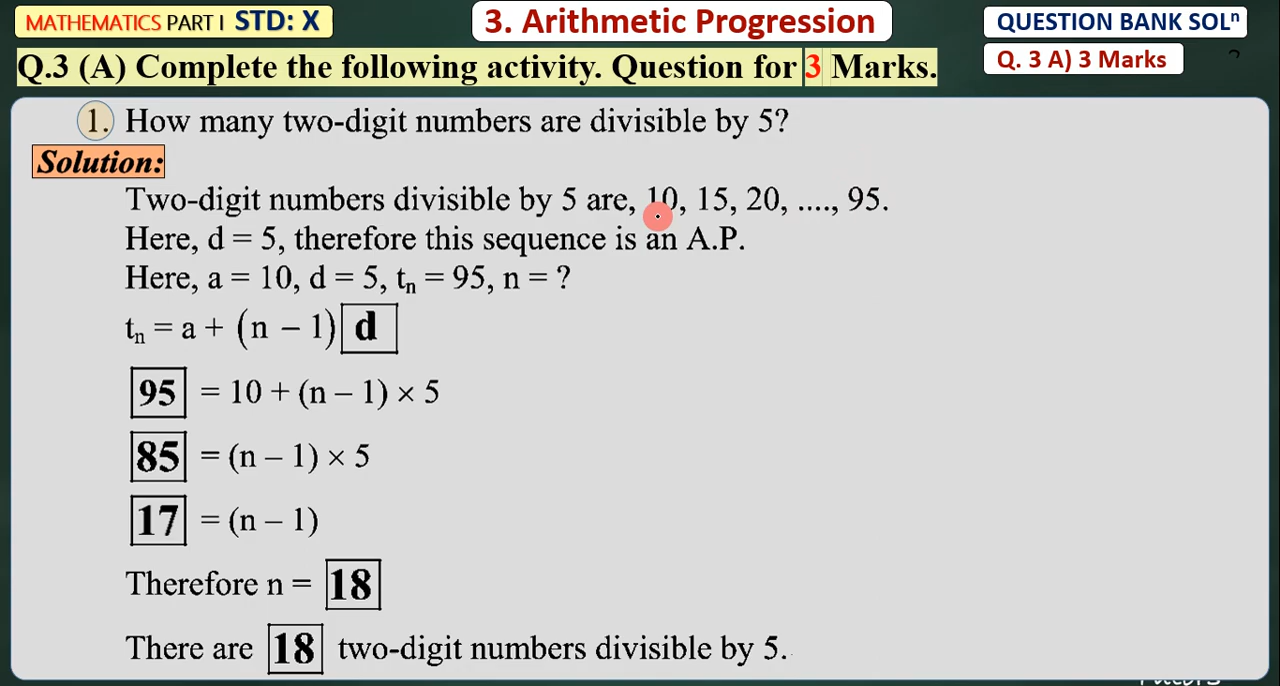 MATHEMATICS PART I STD: X
3. Arithmetic Progression
QUESTION BANK SOLⁿ
Q.3 (A) Complete the following activity. Question for 3 Marks.
Q. 3 A) 3 Marks
1. How many two-digit numbers are divisible by 5?
Solution:
Two-digit numbers divisible by 5 are, 10, 15, 20, ...., 95.
Here, d = 5, therefore this sequence is an A.P.
Here, a = 10, d = 5, tₙ = 95, n = ?
tₙ = a + (n − 1) d
95 = 10 + (n – 1) × 5
85 = (n – 1) × 5
17 = (n – 1)
Therefore n = 18
There are 18 two-digit numbers divisible by 5.